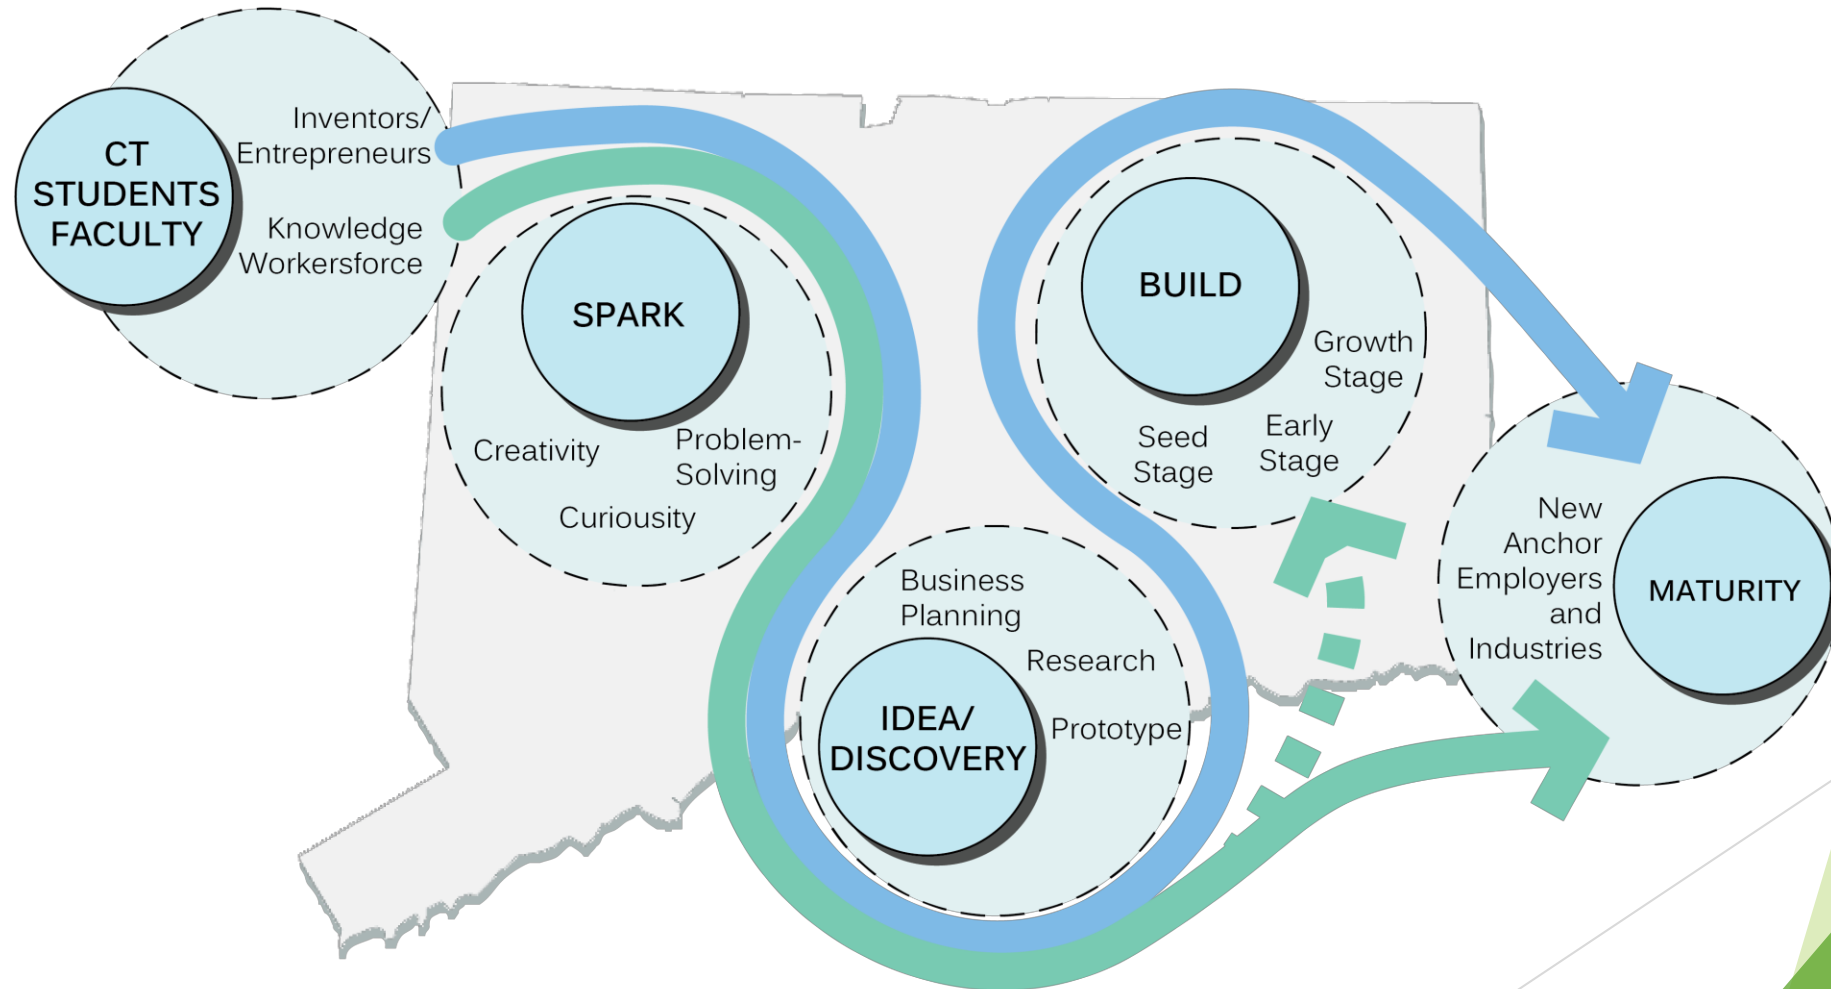 CT
STUDENTS
FACULTY
Inventors/
Entrepreneurs
Knowledge
Workersforce
SPARK
Creativity
Problem-
Solving
Curiousity
IDEA/
DISCOVERY
Business
Planning
Research
Prototype
BUILD
Seed
Stage
Early
Stage
Growth
Stage
MATURITY
New
Anchor
Employers
and
Industries